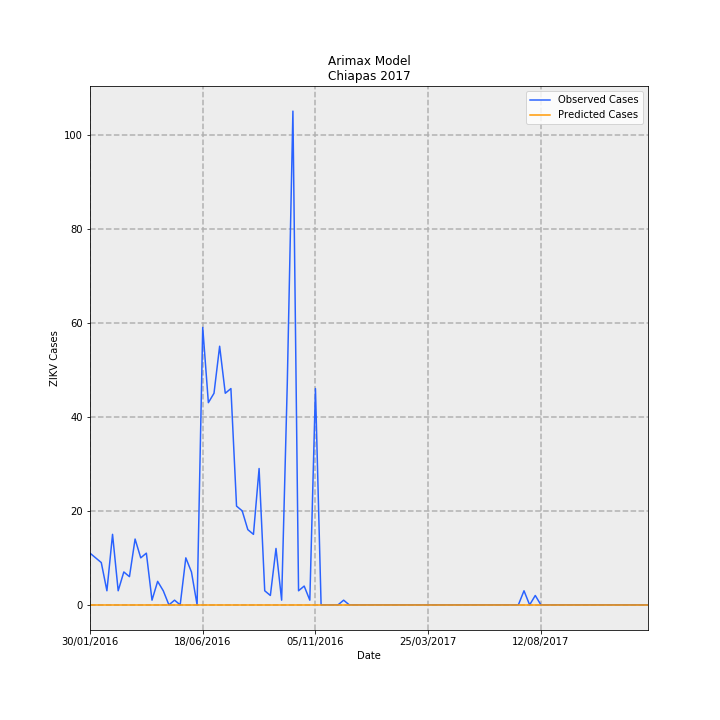 Arimax Model
Chiapas 2017
Observed Cases
Predicted Cases
ZIKV Cases
100
80
60
40
20
0
30/01/2016
18/06/2016
05/11/2016
25/03/2017
12/08/2017
Date